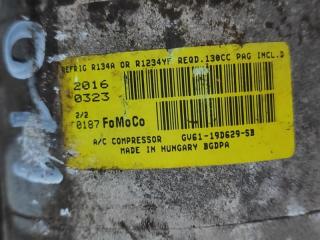 REFRIG R134A OR R1234YF REQD.130CC PAG INCL.D
2016
0323
2/2
0187 FoMoCo
A/C COMPRESSOR GV61-19D629-SB
MADE IN HUNGARY BGDPA